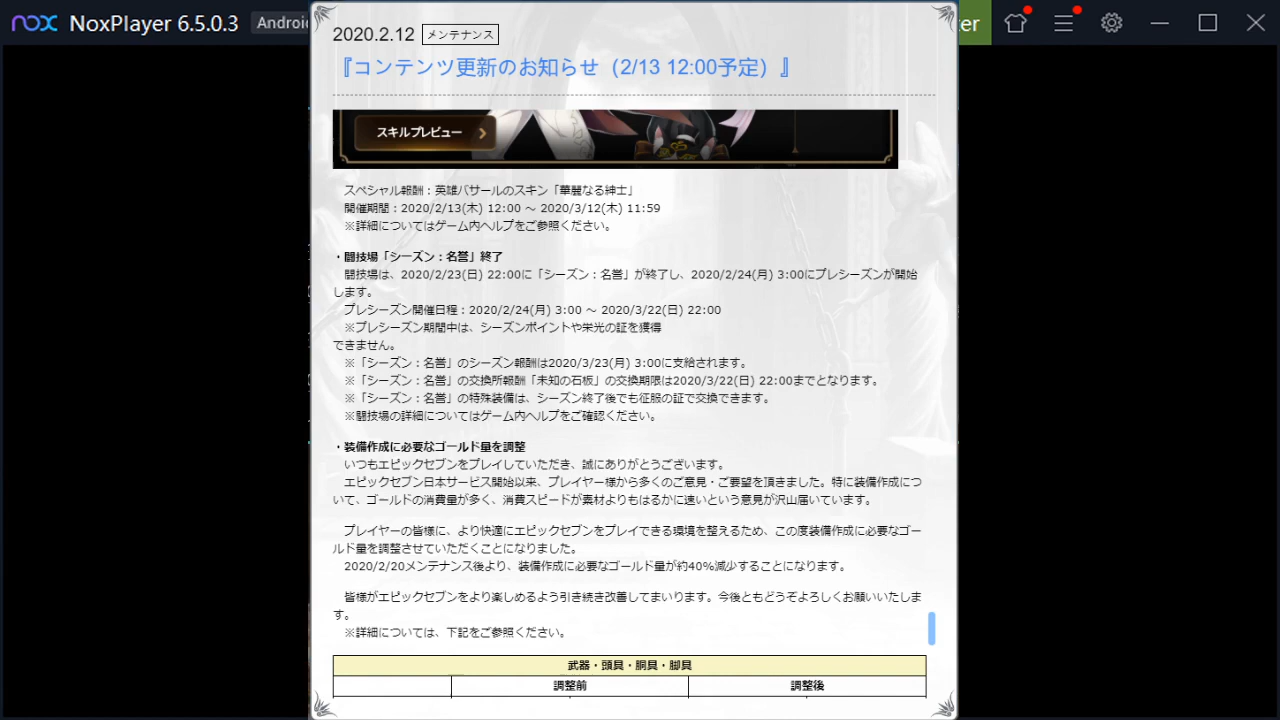 nox NoxPlayer 6.5.0.3 Android
er
2020.2.12 メンテナンス
『コンテンツ更新のお知らせ（2/13 12:00予定）』
スキルプレビュー
スペシャル報酬：英雄バサールのスキン「華麗なる紳士」
開催期間：2020/2/13(木) 12:00 ～ 2020/3/12(木) 11:59
※詳細についてはゲーム内ヘルプをご参照ください。
・闘技場「シーズン：名誉」終了
闘技場は、2020/2/23(日) 22:00に「シーズン：名誉」が終了し、2020/2/24(月) 3:00にプレシーズンが開始
します。
プレシーズン開催日程：2020/2/24(月) 3:00 ～ 2020/3/22(日) 22:00
※プレシーズン期間中は、シーズンポイントや栄光の証を獲得
できません。
※「シーズン：名誉」のシーズン報酬は2020/3/23(月) 3:00に支給されます。
※「シーズン：名誉」の交換所報酬「未知の石板」の交換期限は2020/3/22(日) 22:00までとなります。
※「シーズン：名誉」の特殊装備は、シーズン終了後でも征服の証で交換できます。
※闘技場の詳細についてはゲーム内ヘルプをご確認ください。
・装備作成に必要なゴールド量を調整
いつもエピックセブンをプレイしていただき、誠にありがとうございます。
エピックセブン日本サービス開始以来、プレイヤー様から多くのご意見・ご要望を頂きました。特に装備作成につ
いて、ゴールドの消費量が多く、消費スピードが素材よりもはるかに速いという意見が沢山届いています。
プレイヤーの皆様に、より快適にエピックセブンをプレイできる環境を整えるため、この度装備作成に必要なゴー
ルド量を調整させていただくことになりました。
2020/2/20メンテナンス後より、装備作成に必要なゴールド量が約40%減少することになります。
皆様がエピックセブンをより楽しめるよう引き続き改善してまいります。今後ともどうぞよろしくお願いいたしま
す。
※詳細については、下記をご参照ください。
武器・頭具・胴具・脚具
調整前 調整後